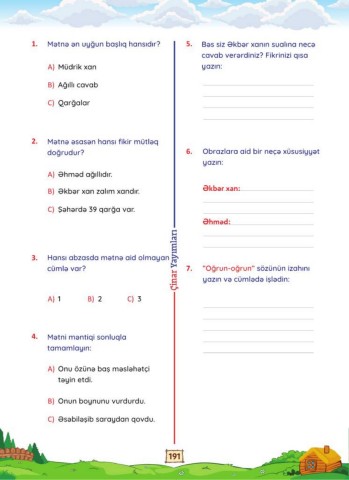 1. Mətnə ən uyğun başlıq hansıdır?
A) Müdrik xan
B) Ağıllı cavab
C) Qarğalar
2. Mətnə əsasən hansı fikir mütləq
doğrudur?
A) Əhməd ağıllıdır.
B) Əkbər xan zalım xandır.
C) Şəhərdə 39 qarğa var.
3. Hansı abzasda mətnə aid olmayan
cümlə var?
A) 1 B) 2 C) 3
4. Mətni məntiqi sonluqla
tamamlayın:
A) Onu özünə baş məsləhətçi
təyin etdi.
B) Onun boynunu vurdurdu.
C) Əsəbiləşib saraydan qovdu.
Çinar Yayımları
5. Bəs siz Əkbər xanın sualına necə
cavab verərdiniz? Fikrinizi qısa
yazın:
6. Obrazlara aid bir neçə xüsusiyyət
yazın:
Əkbər xan:
Əhməd:
7. "Oğrun-oğrun" sözünün izahını
yazın və cümlədə işlədin:
191